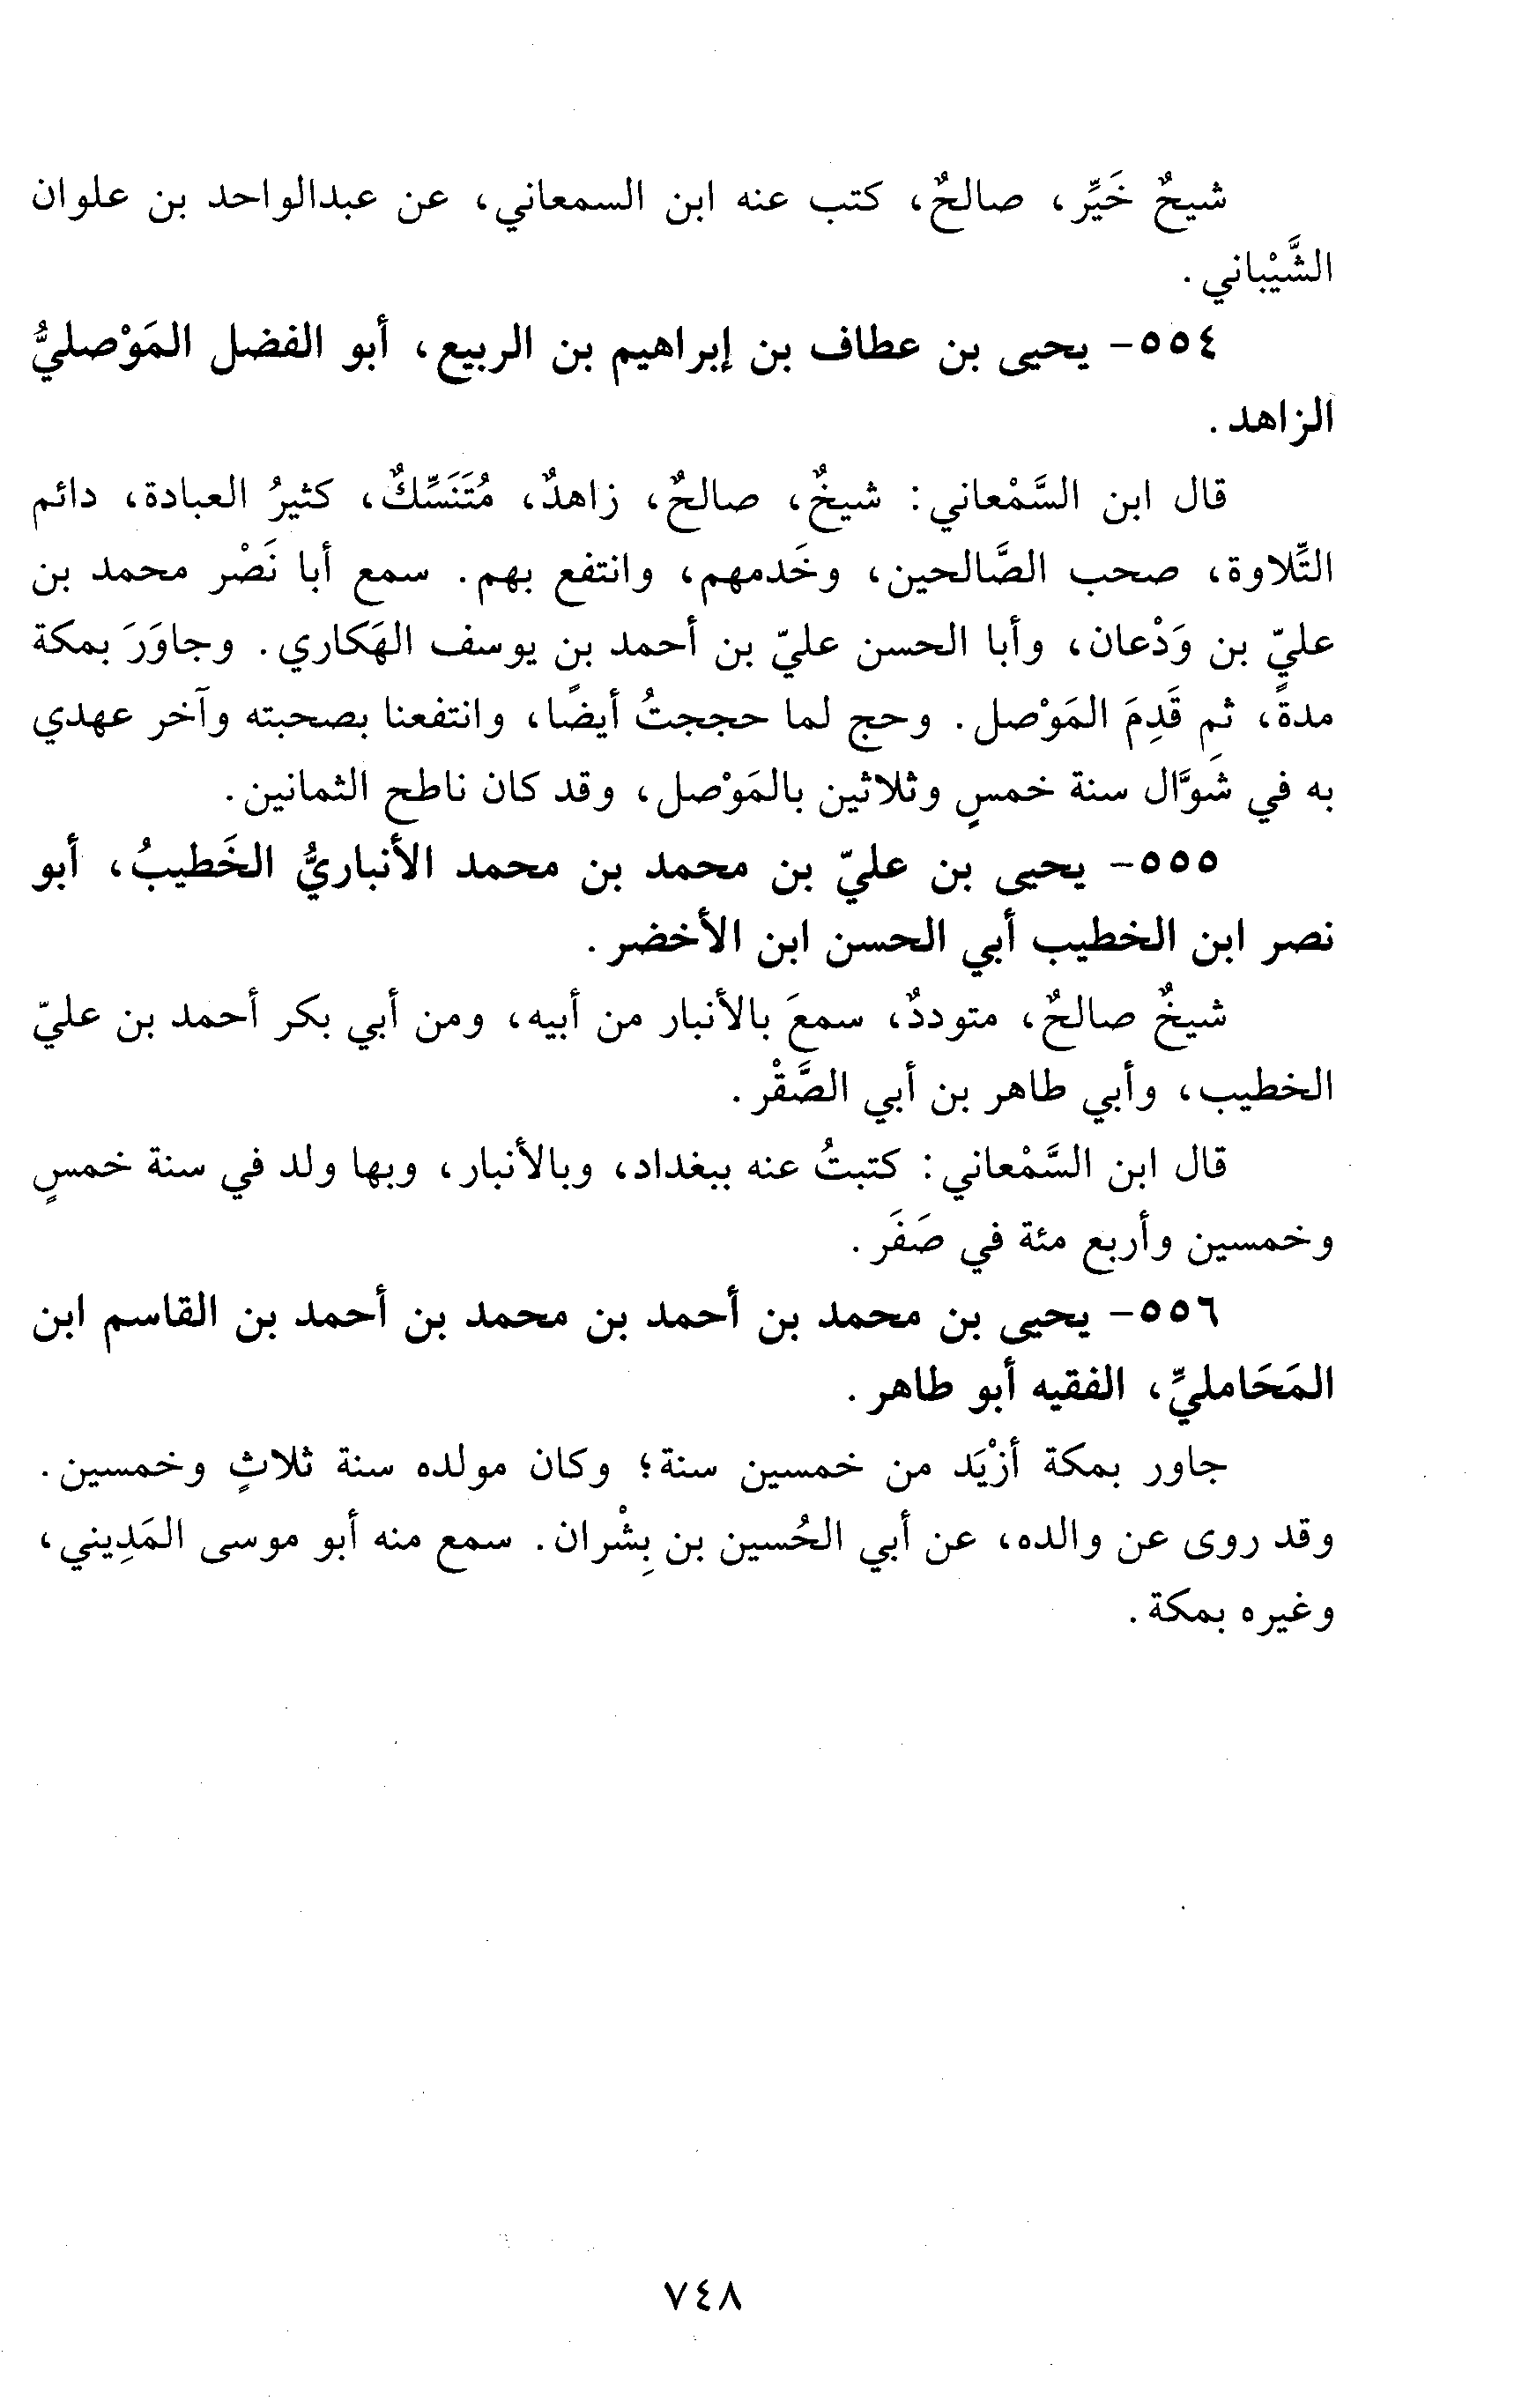 شيخٌ خَيِّر، صالحٌ، كتب عنه ابن السمعاني، عن عبدالواحد بن علوان
الشَّيْباني.
٥٥٤- يحيى بن عطاف بن إبراهيم بن الربيع، أبو الفضل المَوْصليُّ
الزاهد.
قال ابن السَّمْعاني: شيخٌ، صالحٌ، زاهدٌ، مُتَنَسِّكٌ، كثيرُ العبادة، دائم
التِّلاوة، صحب الصَّالحين، وخَدمهم، وانتفع بهم. سمع أبا نَصْر محمد بن
عليّ بن وَدْعان، وأبا الحسن عليّ بن أحمد بن يوسف الهَكاري. وجاوَرَ بمكة
مدةً، ثم قَدِمَ المَوْصل. وحج لما حججتُ أيضًا، وانتفعنا بصحبته وآخر عهدي
به في شَوَّال سنة خمسٍ وثلاثين بالمَوْصل، وقد كان ناطح الثمانين.
٥٥٥- يحيى بن عليّ بن محمد بن محمد الأنباريُّ الخَطيبُ، أبو
نصر ابن الخطيب أبي الحسن ابن الأخضر.
شيخٌ صالحٌ، متوددٌ، سمعَ بالأنبار من أبيه، ومن أبي بكر أحمد بن عليّ
الخطيب، وأبي طاهر بن أبي الصَّقْر.
قال ابن السَّمْعاني: كتبتُ عنه ببغداد، وبالأنبار، وبها ولد في سنة خمسٍ
وخمسين وأربع مئة في صَفَر.
٥٥٦- يحيى بن محمد بن أحمد بن محمد بن أحمد بن القاسم ابن
المَحَامليِّ، الفقيه أبو طاهر.
جاور بمكة أزْيَد من خمسين سنة؛ وكان مولده سنة ثلاثٍ وخمسين.
وقد روى عن والده، عن أبي الحُسين بن بِشْران. سمع منه أبو موسى المَدِيني،
وغيره بمكة.
٧٤٨